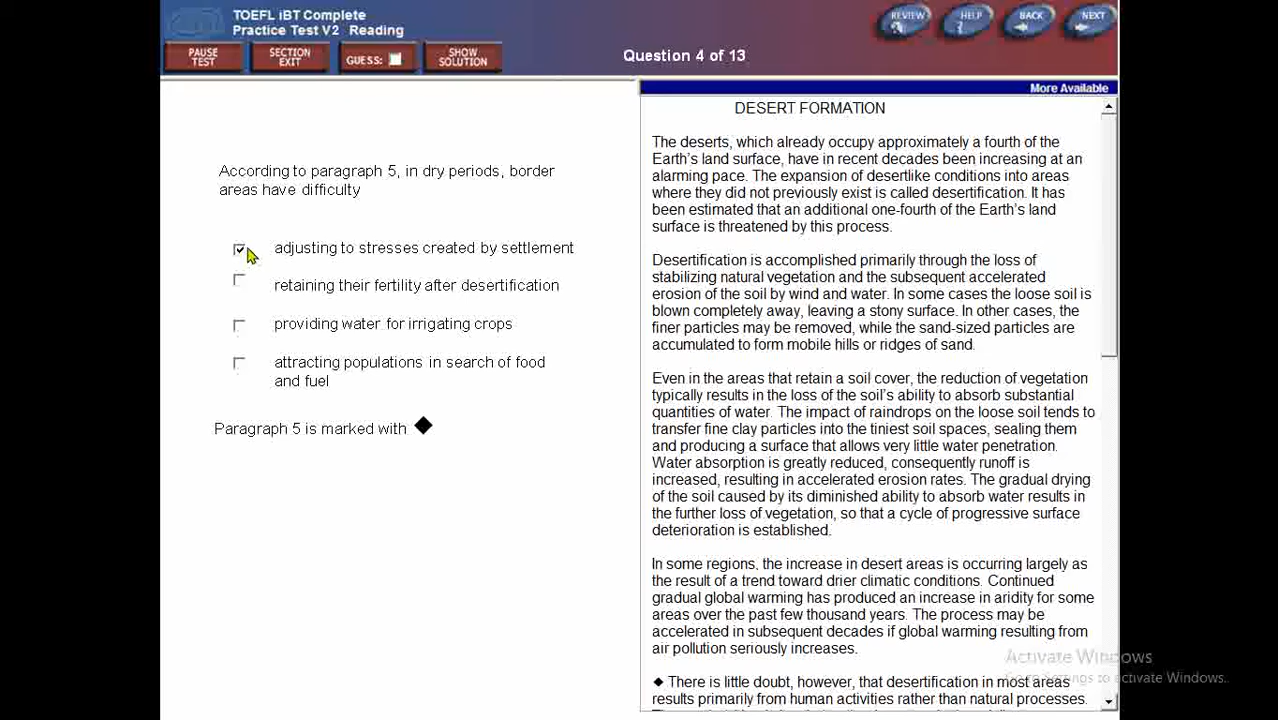 TOEFL iBT Complete
Practice Test V2 Reading
PAUSE TEST
SECTION EXIT
GUESS:
SHOW SOLUTION
Question 4 of 13
REVIEW
HELP
BACK
NEXT
According to paragraph 5, in dry periods, border
areas have difficulty
adjusting to stresses created by settlement
retaining their fertility after desertification
providing water for irrigating crops
attracting populations in search of food
and fuel
Paragraph 5 is marked with ◆
More Available
DESERT FORMATION
The deserts, which already occupy approximately a fourth of the
Earth's land surface, have in recent decades been increasing at an
alarming pace. The expansion of desertlike conditions into areas
where they did not previously exist is called desertification. It has
been estimated that an additional one-fourth of the Earth's land
surface is threatened by this process.
Desertification is accomplished primarily through the loss of
stabilizing natural vegetation and the subsequent accelerated
erosion of the soil by wind and water. In some cases the loose soil is
blown completely away, leaving a stony surface. In other cases, the
finer particles may be removed, while the sand-sized particles are
accumulated to form mobile hills or ridges of sand.
Even in the areas that retain a soil cover, the reduction of vegetation
typically results in the loss of the soil's ability to absorb substantial
quantities of water. The impact of raindrops on the loose soil tends to
transfer fine clay particles into the tiniest soil spaces, sealing them
and producing a surface that allows very little water penetration.
Water absorption is greatly reduced, consequently runoff is
increased, resulting in accelerated erosion rates. The gradual drying
of the soil caused by its diminished ability to absorb water results in
the further loss of vegetation, so that a cycle of progressive surface
deterioration is established.
In some regions, the increase in desert areas is occurring largely as
the result of a trend toward drier climatic conditions. Continued
gradual global warming has produced an increase in aridity for some
areas over the past few thousand years. The process may be
accelerated in subsequent decades if global warming resulting from
air pollution seriously increases.
◆ There is little doubt, however, that desertification in most areas
results primarily from human activities rather than natural processes.
Activate Windows
Go to Settings to activate Windows.